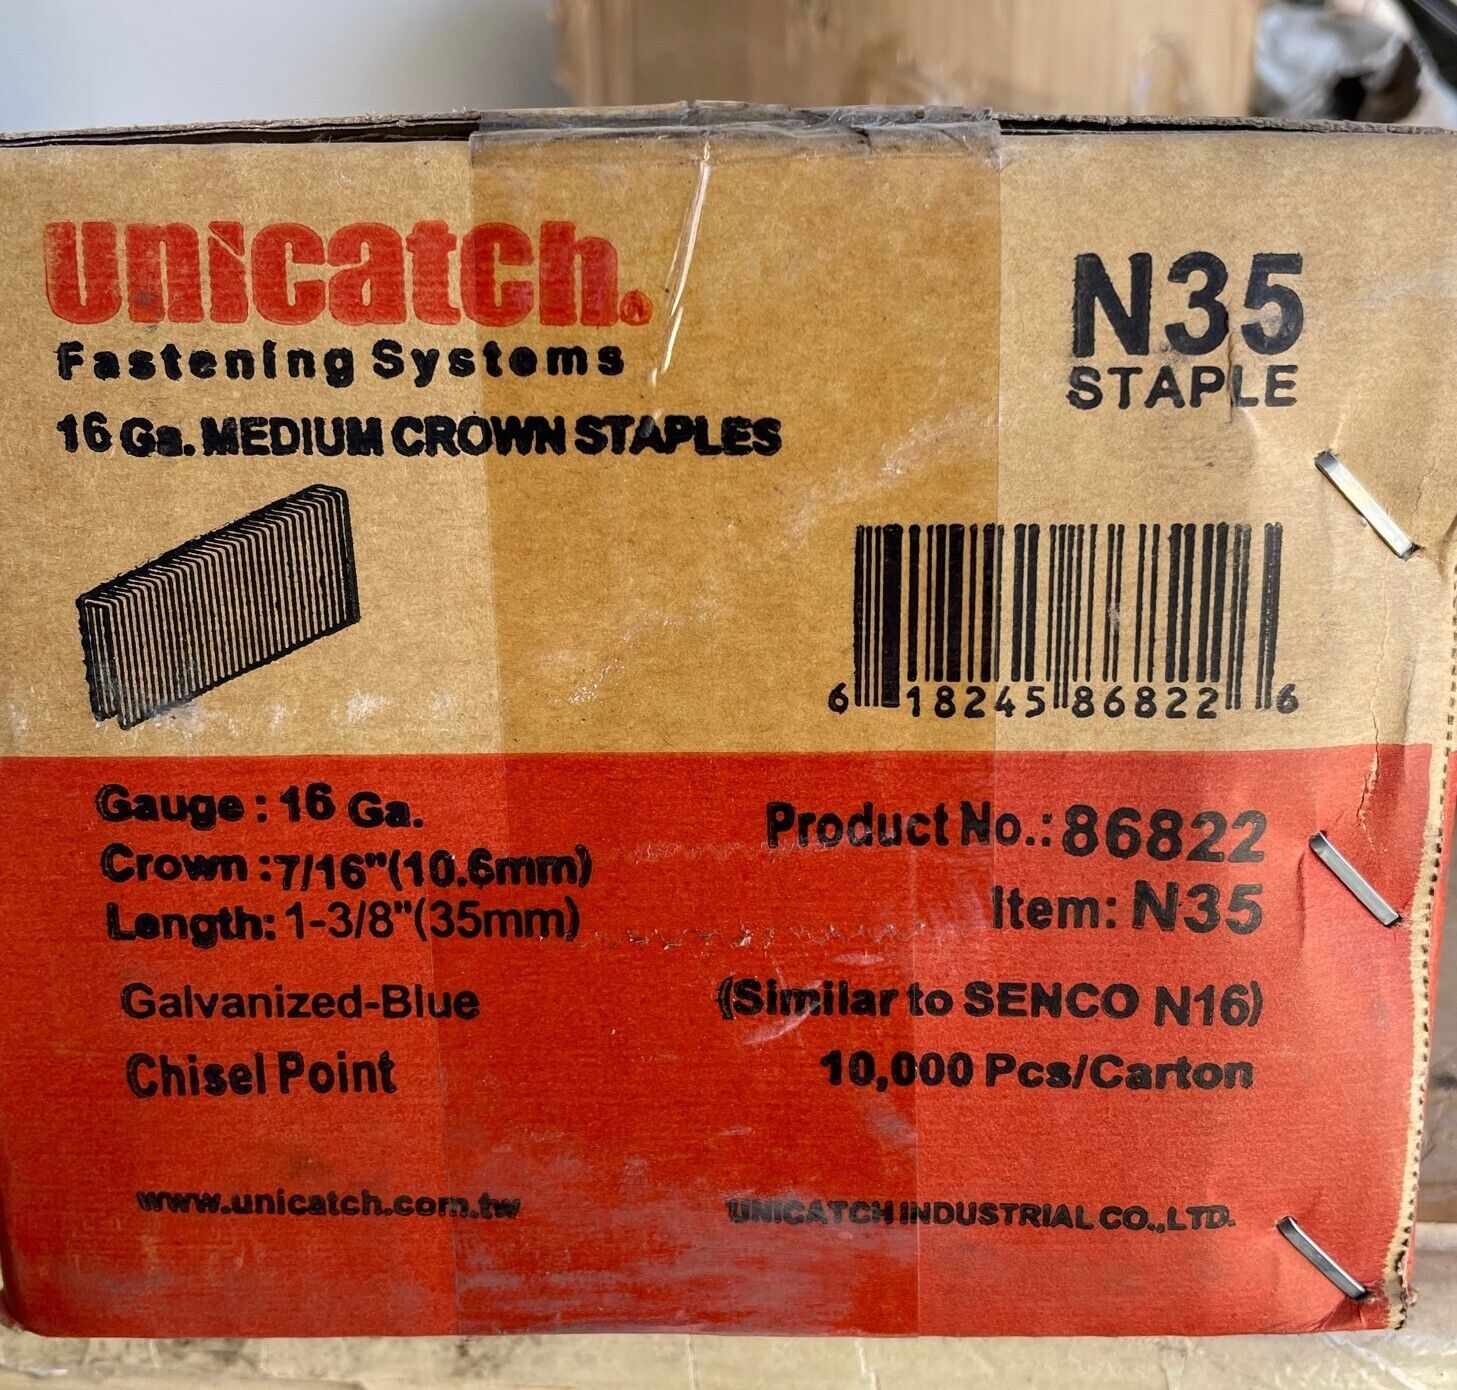 unicatch®
Fastening Systems
16 Ga. MEDIUM CROWN STAPLES
N35
STAPLE
6 18245 86822 6
Gauge : 16 Ga.
Crown : 7/16"(10.6mm)
Length: 1-3/8"(35mm)
Galvanized-Blue
Chisel Point
Product No.: 86822
Item: N35
(Similar to SENCO N16)
10,000 Pcs/Carton
www.unicatch.com.tw
UNICATCH INDUSTRIAL CO.,LTD.